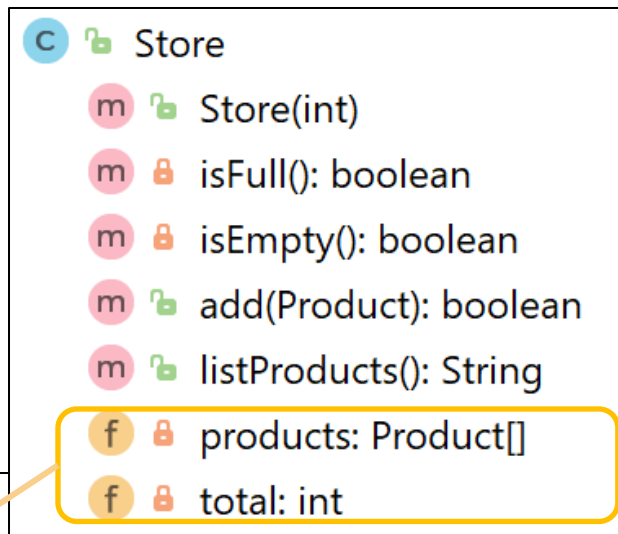 C Store
m Store(int)
m isFull(): boolean
m isEmpty(): boolean
m add(Product): boolean
m listProducts(): String
f products: Product[]
f total: int